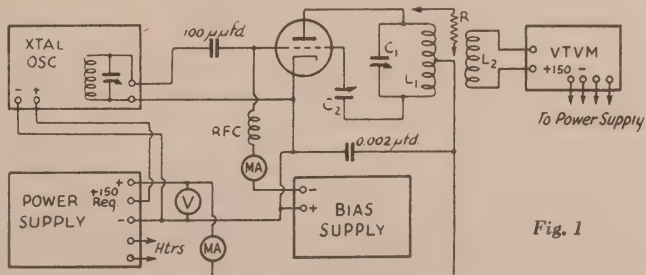 XTAL
OSC
- +
100 μμfd
RFC
MA
C₁
C₂
L₁
R
L₂
VTVM
+150 -
To Power Supply
0.002 μfd.
POWER
SUPPLY
+
+150
Reg.
-
Htrs
V
MA
-
+
BIAS
SUPPLY
Fig. 1